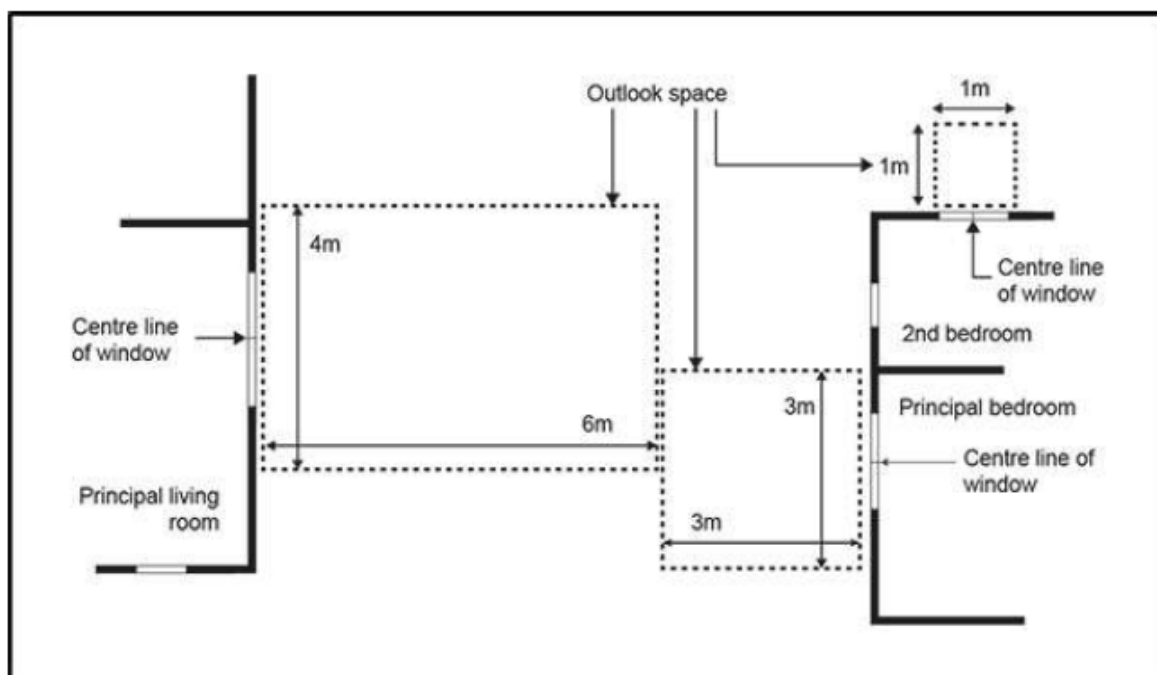 Outlook space
1m
1m
4m
Centre line
of window
Centre line
of window
2nd bedroom
3m
Principal bedroom
6m
Centre line of
window
Principal living
room
3m